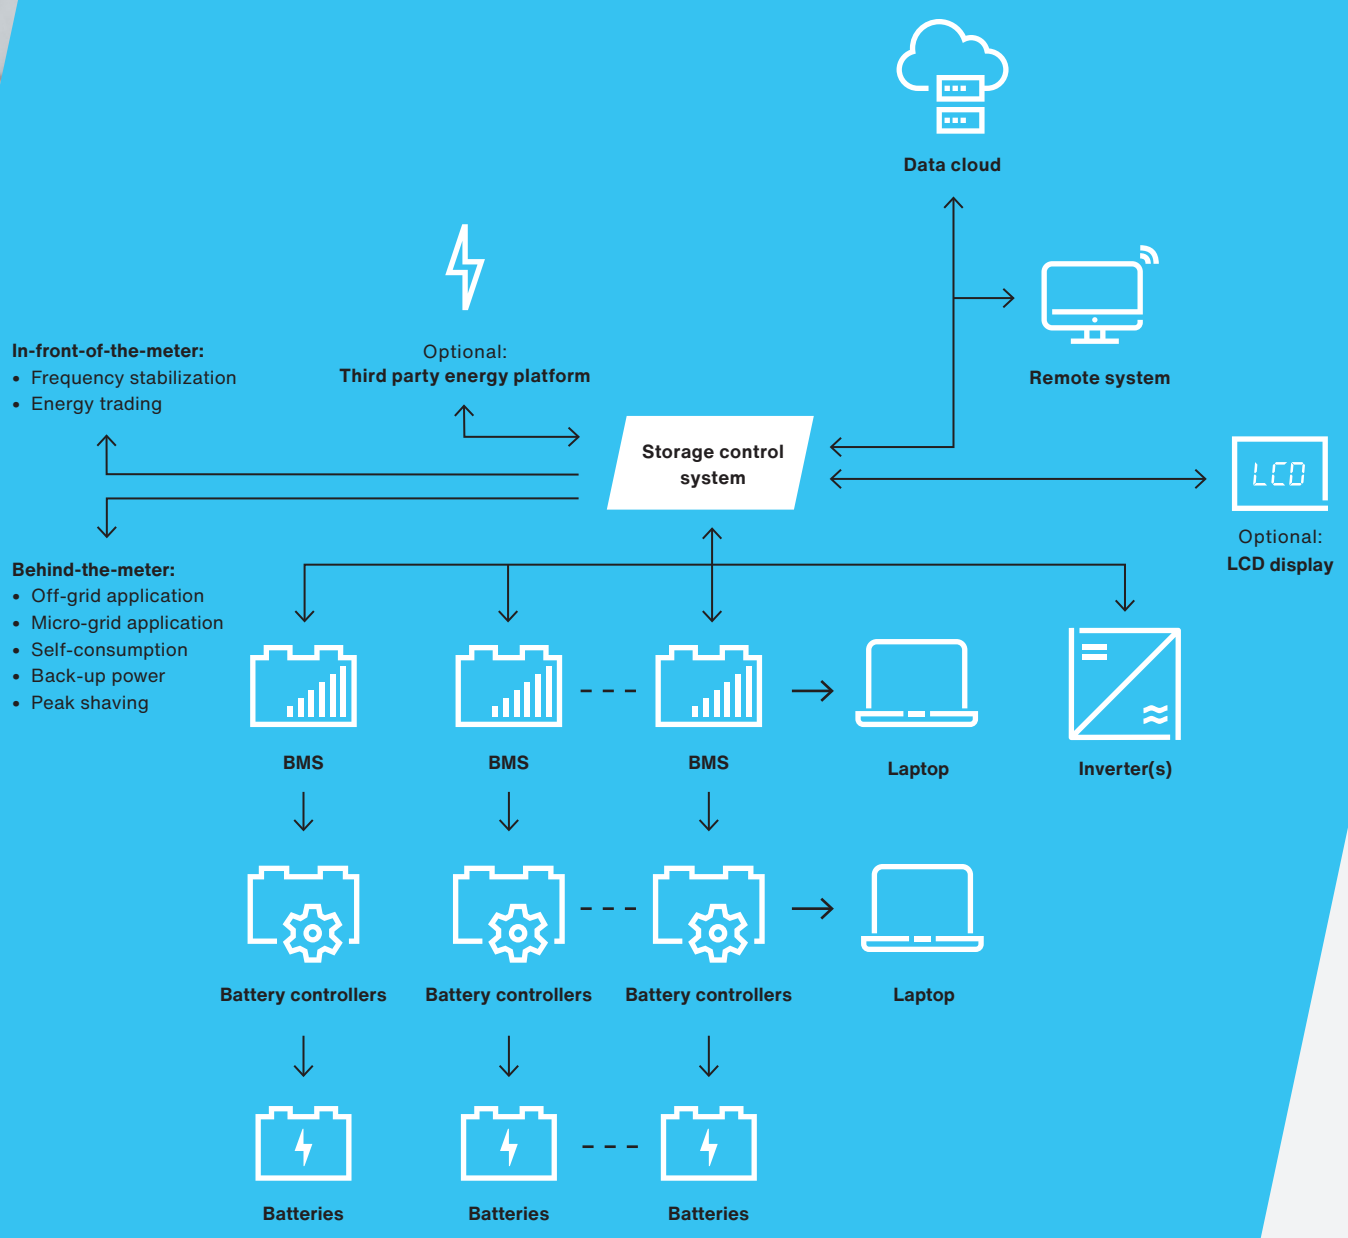 Data cloud
Remote system
Optional:
Third party energy platform
In-front-of-the-meter:
• Frequency stabilization
• Energy trading
Storage control
system
LCD
Optional:
LCD display
Behind-the-meter:
• Off-grid application
• Micro-grid application
• Self-consumption
• Back-up power
• Peak shaving
BMS
BMS
BMS
Laptop
Inverter(s)
Battery controllers
Battery controllers
Battery controllers
Laptop
Batteries
Batteries
Batteries